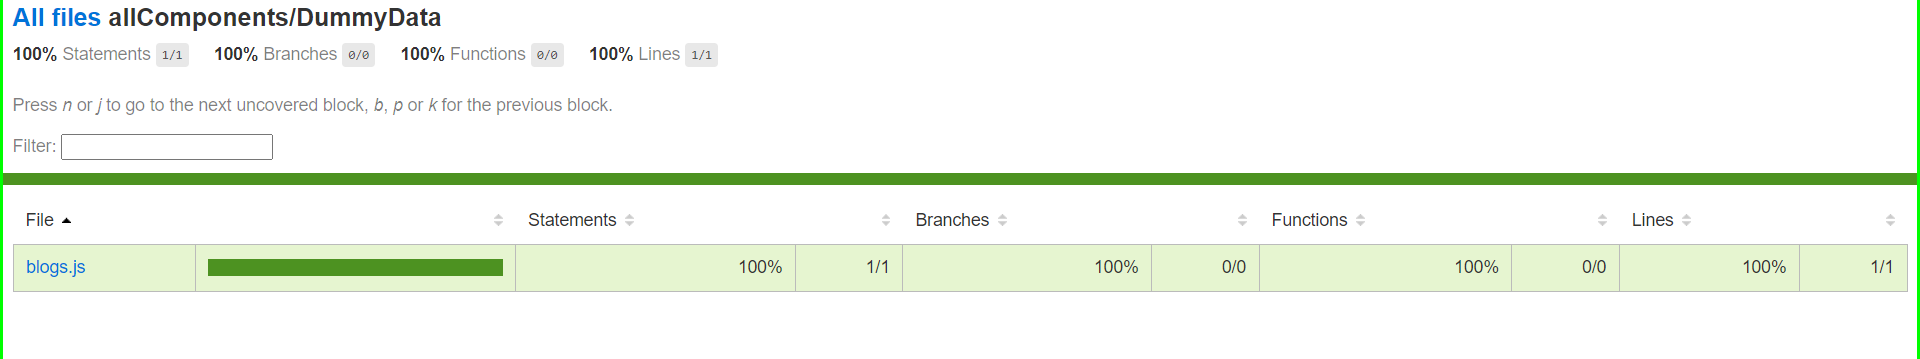 All files allComponents/DummyData
100% Statements 1/1 100% Branches 0/0 100% Functions 0/0 100% Lines 1/1
Press n or j to go to the next uncovered block, b, p or k for the previous block.
Filter:
File Statements Branches Functions Lines
blogs.js 100% 1/1 100% 0/0 100% 0/0 100% 1/1